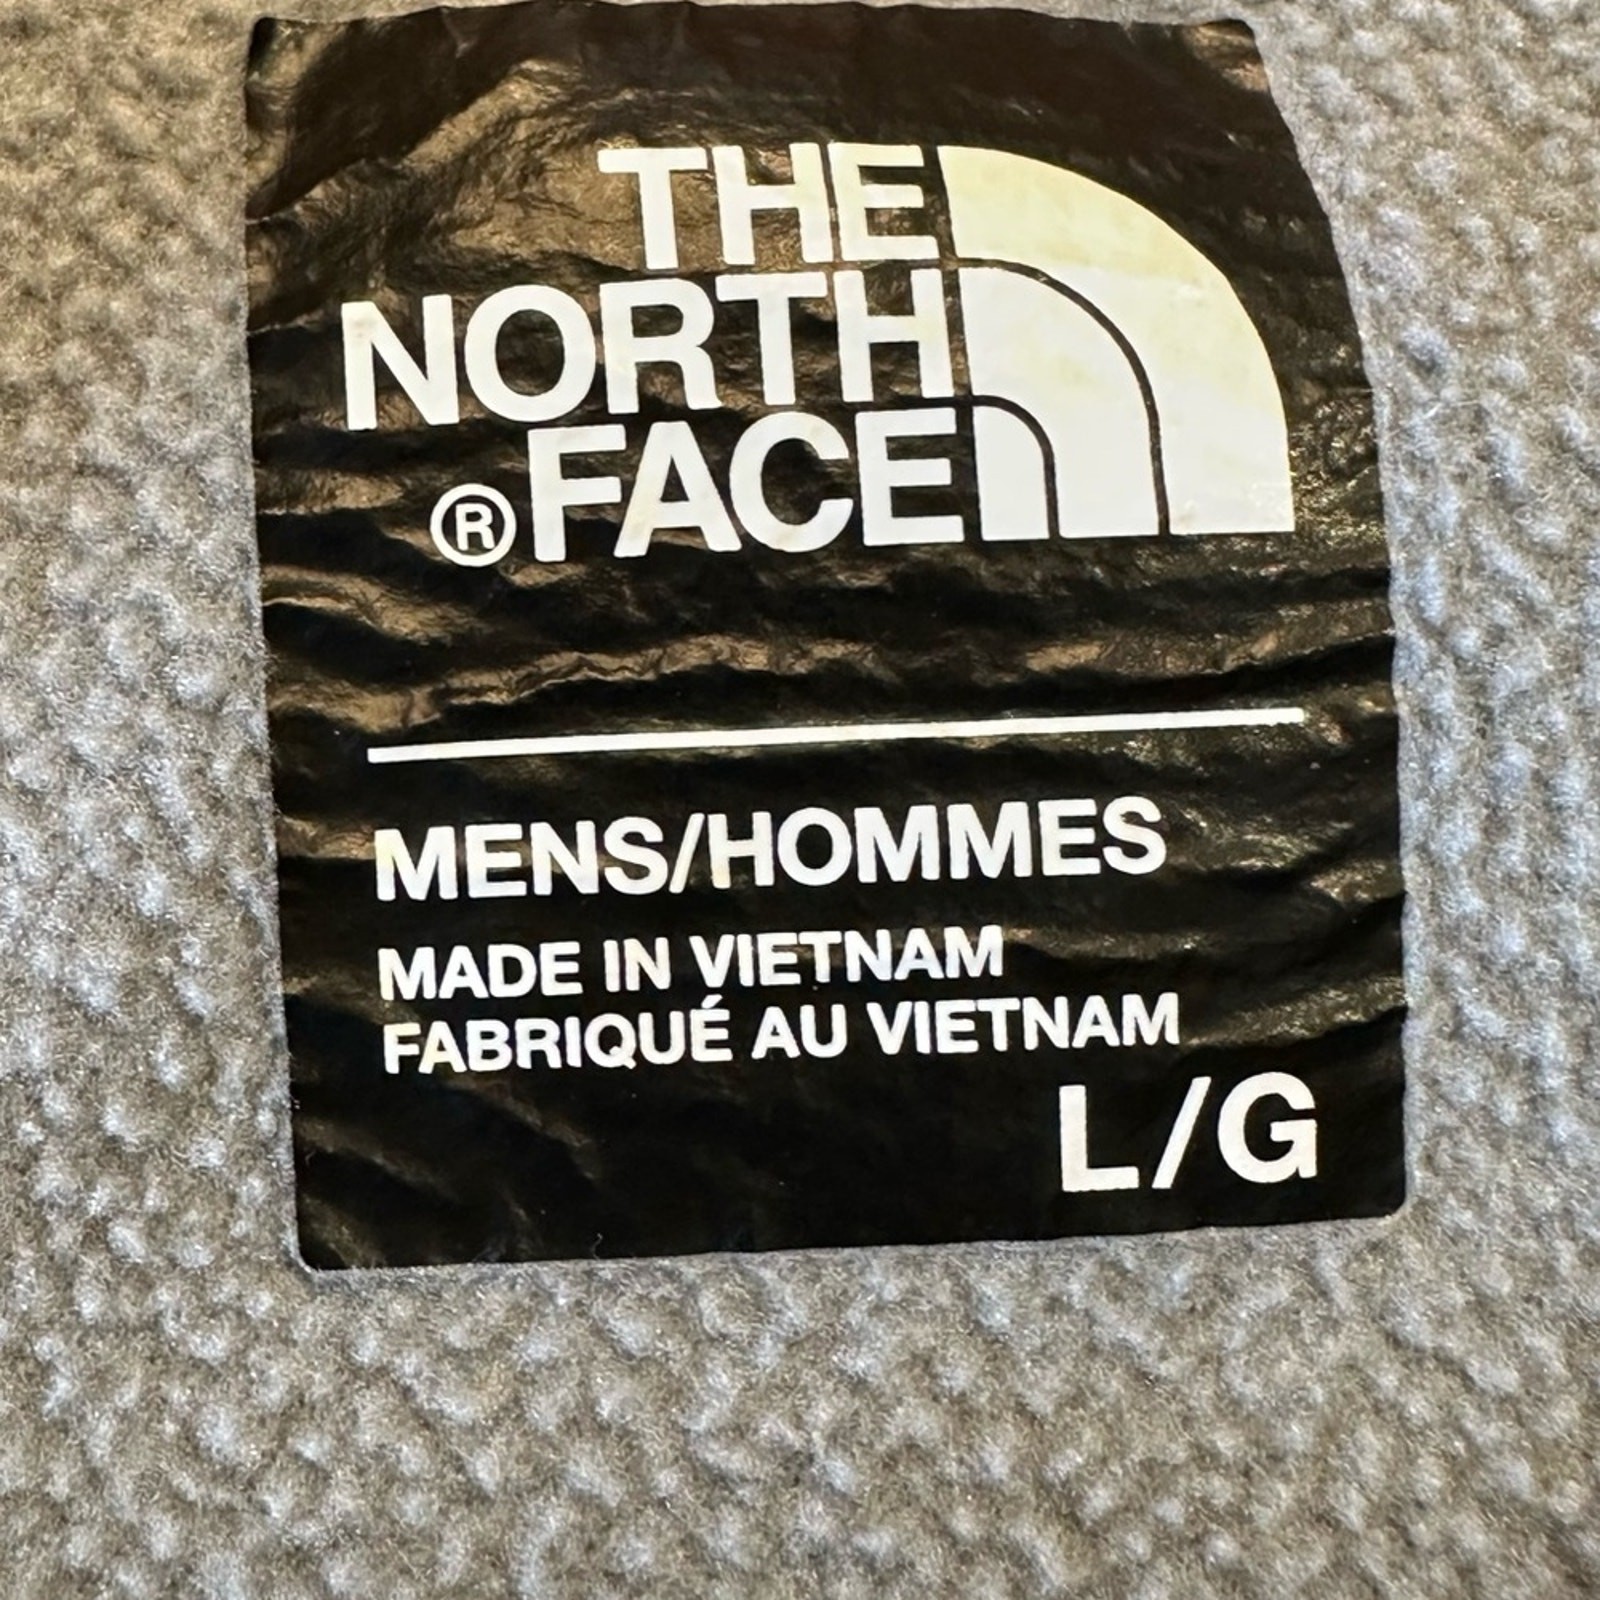 THE
NORTH
® FACE
MENS/HOMMES
MADE IN VIETNAM
FABRIQUÉ AU VIETNAM
L/G